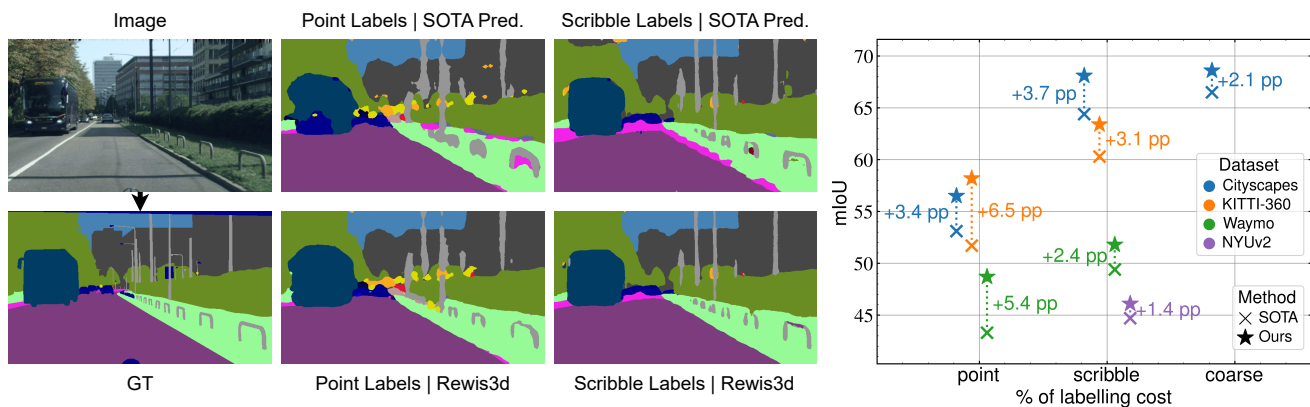 Image
Point Labels | SOTA Pred.
Scribble Labels | SOTA Pred.
GT
Point Labels | Rewis3d
Scribble Labels | Rewis3d
mIoU
70
65
60
55
50
45
+3.4 pp
+6.5 pp
+5.4 pp
+3.7 pp
+3.1 pp
+2.4 pp
+1.4 pp
+2.1 pp
Dataset
Cityscapes
KITTI-360
Waymo
NYUv2
Method
SOTA
Ours
point
scribble
coarse
% of labelling cost